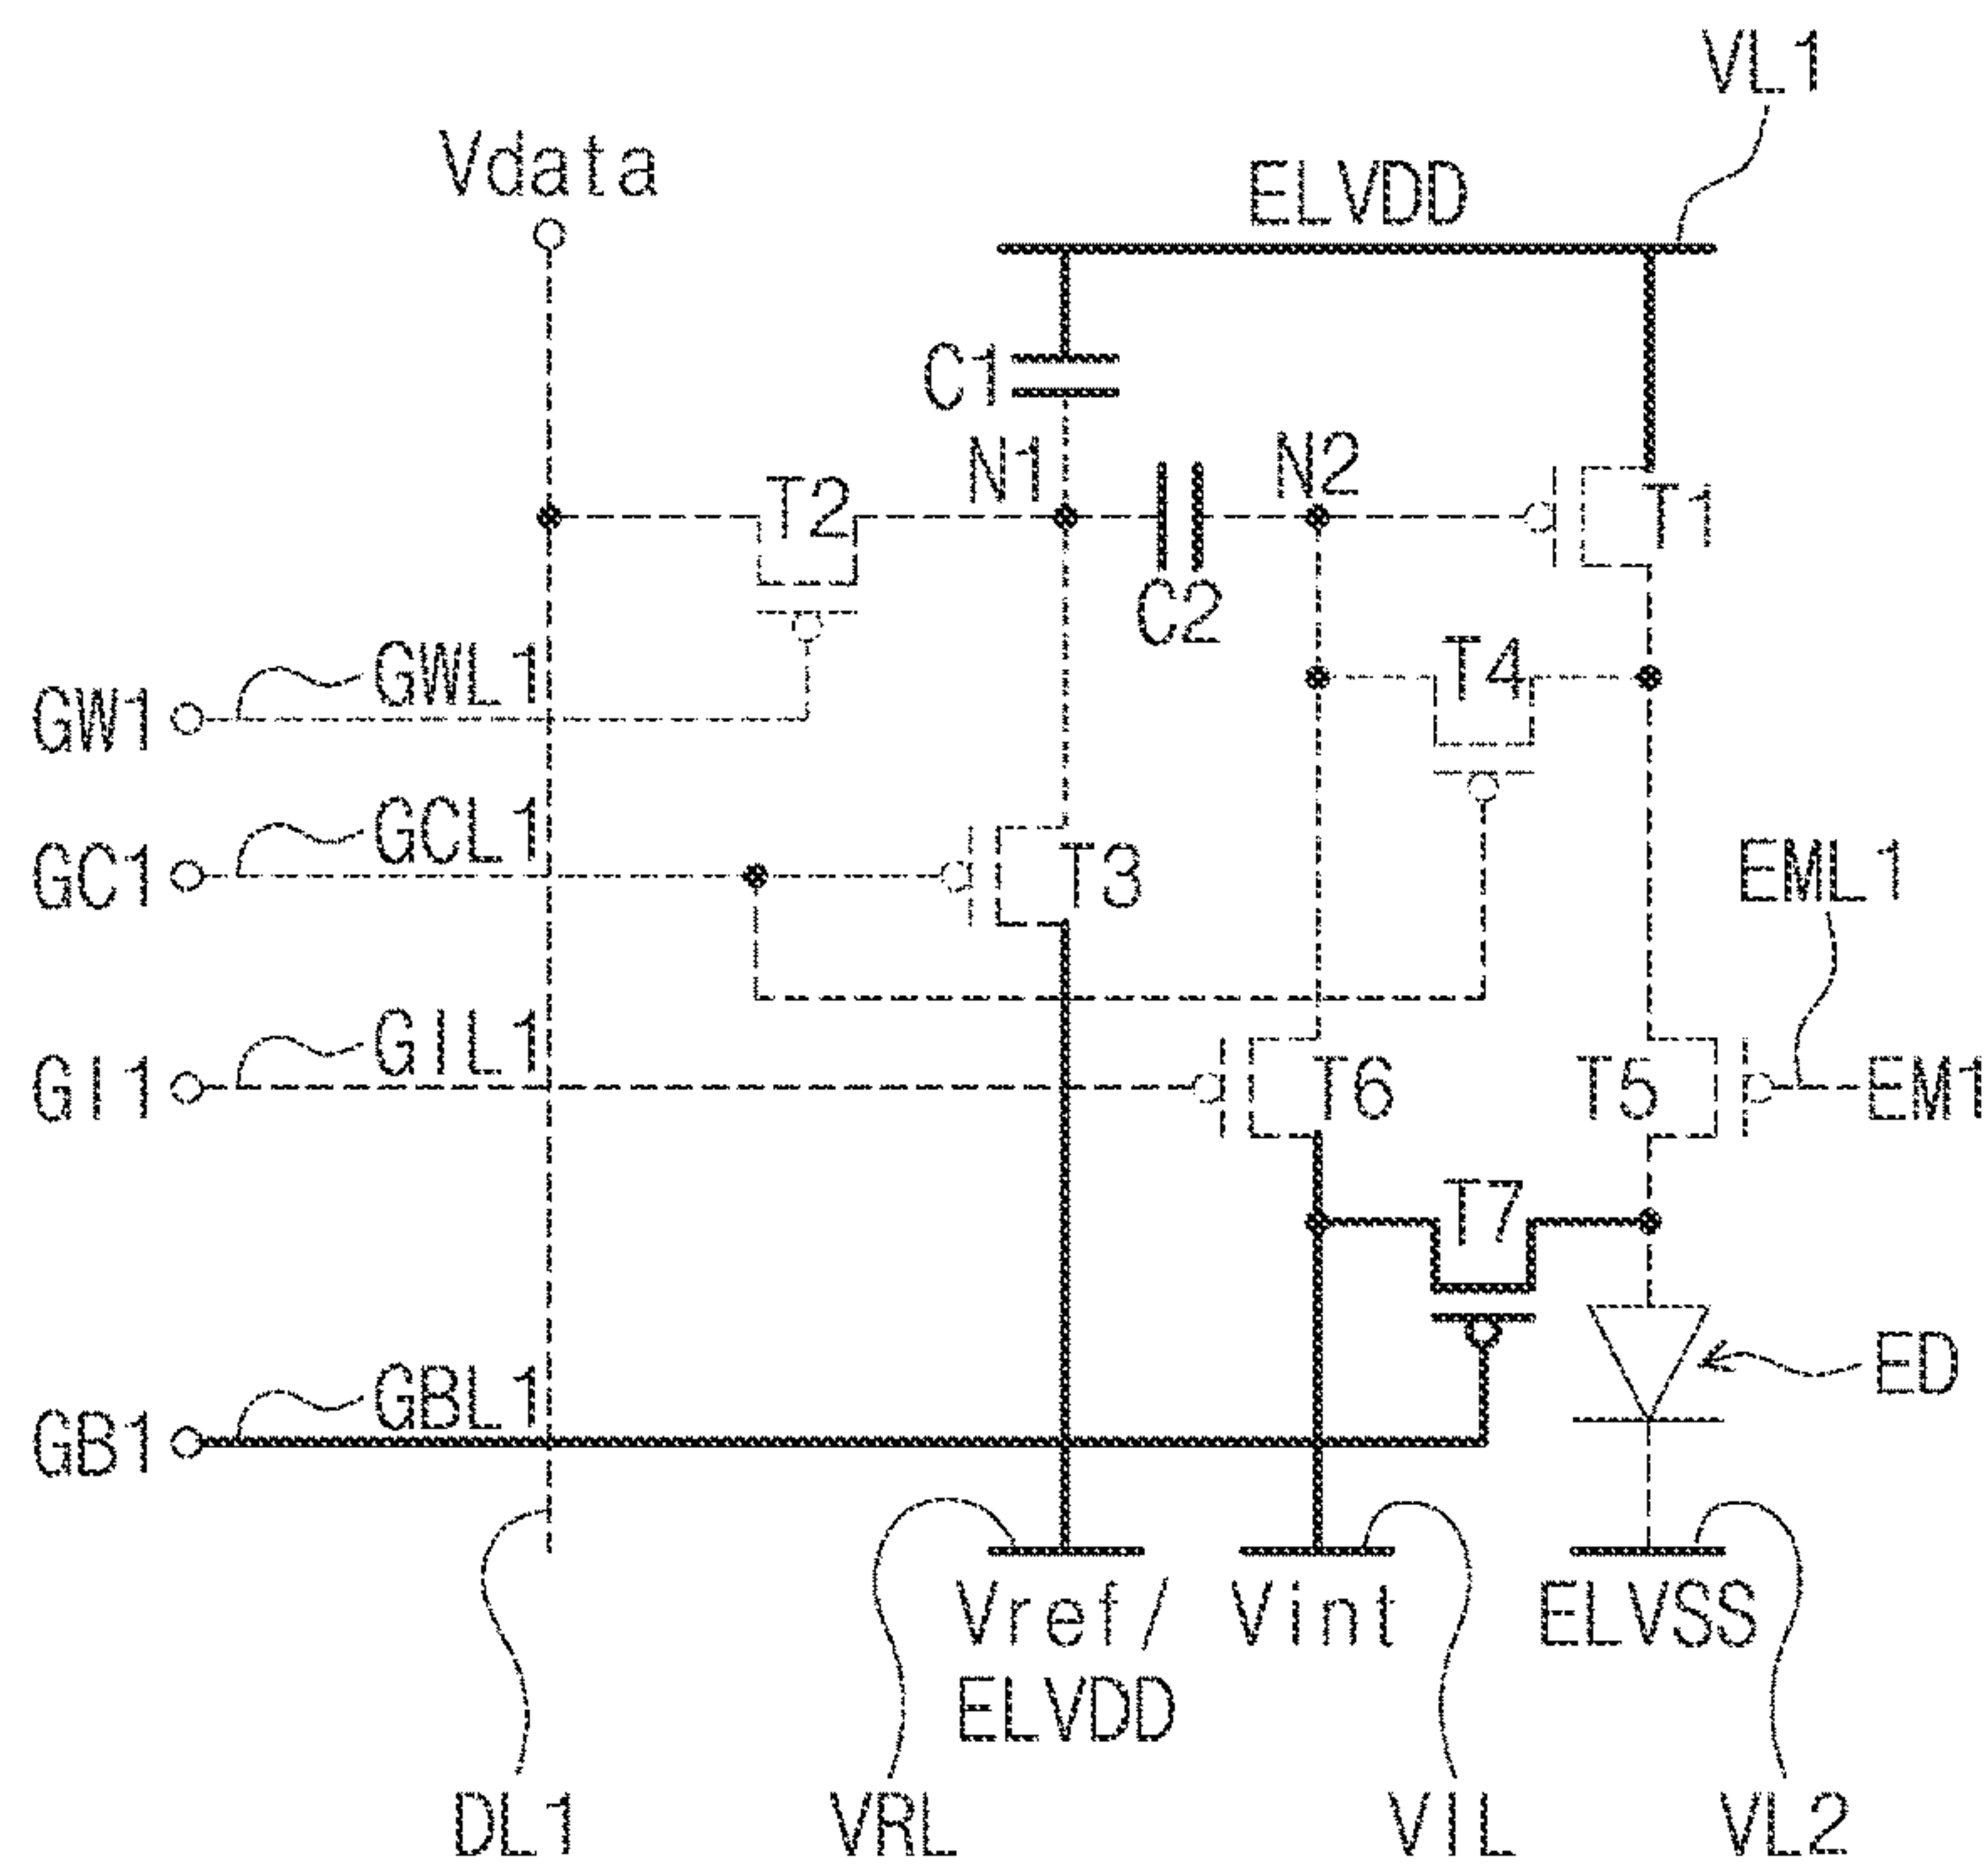 VL1
Vdata
ELVDD
C1
N1
N2
T2
T1
C2
GWL1
T4
GW1
GCL1
GC1
T3
EML1
GIL1
GI1
T6
T5
EM1
T7
GBL1
ED
GB1
Vref/
ELVDD
Vint
ELVSS
DL1
VRL
VIL
VL2